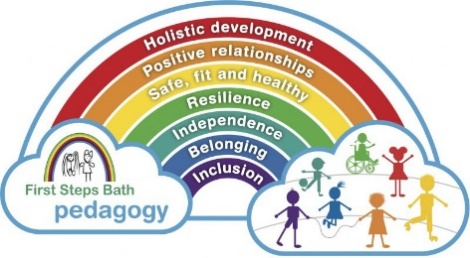 Holistic development
Positive relationships
Safe, fit and healthy
Resilience
Independence
Belonging
Inclusion
First Steps Bath
pedagogy